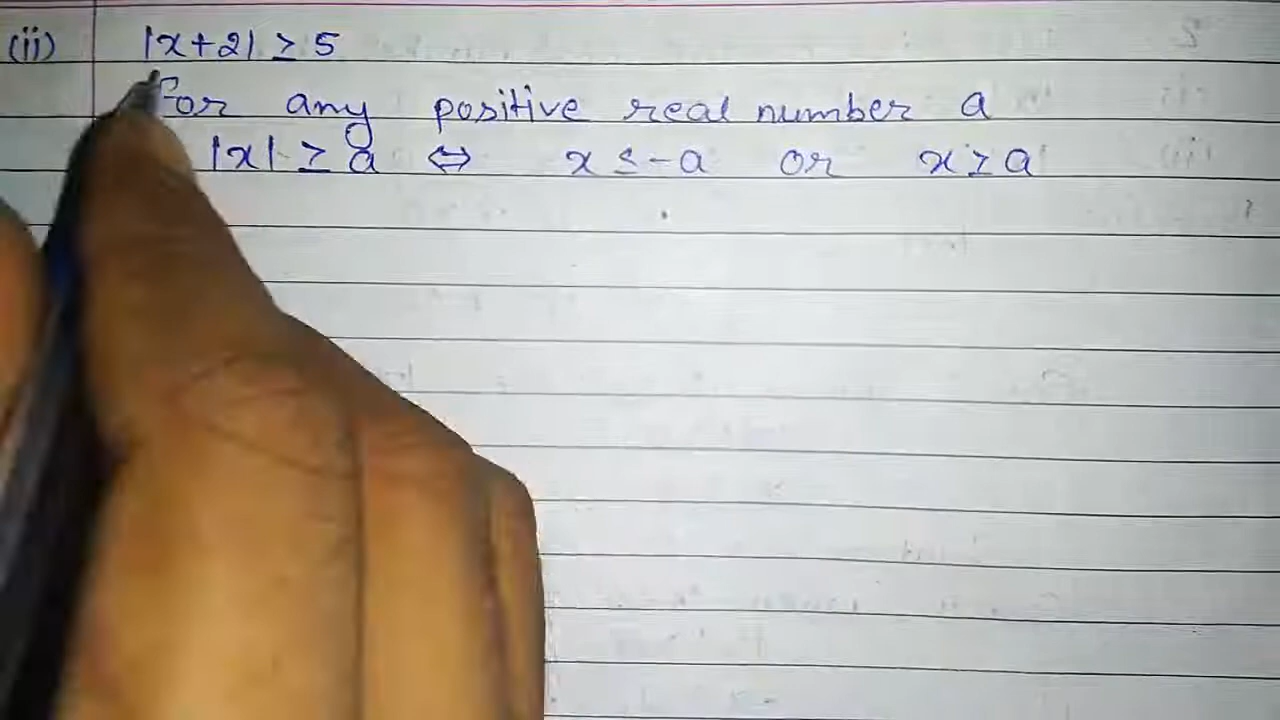 (ii) |x+2| ≥ 5
For any positive real number a
|x| ≥ a ⇔ x ≤ -a or x ≥ a